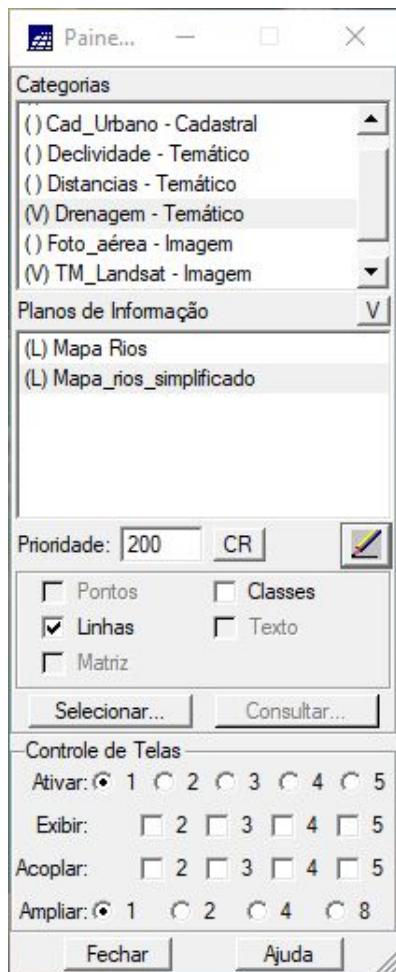 Paine...
Categorias
( ) Cad_Urbano - Cadastral
( ) Declividade - Temático
( ) Distancias - Temático
(V) Drenagem - Temático
( ) Foto_aérea - Imagem
(V) TM_Landsat - Imagem
Planos de Informação V
(L) Mapa Rios
(L) Mapa_rios_simplificado
Prioridade: 200 CR
Pontos Classes
Linhas Texto
Matriz
Selecionar... Consultar...
Controle de Telas
Ativar: 1 2 3 4 5
Exibir: 2 3 4 5
Acoplar: 2 3 4 5
Ampliar: 1 2 4 8
Fechar Ajuda